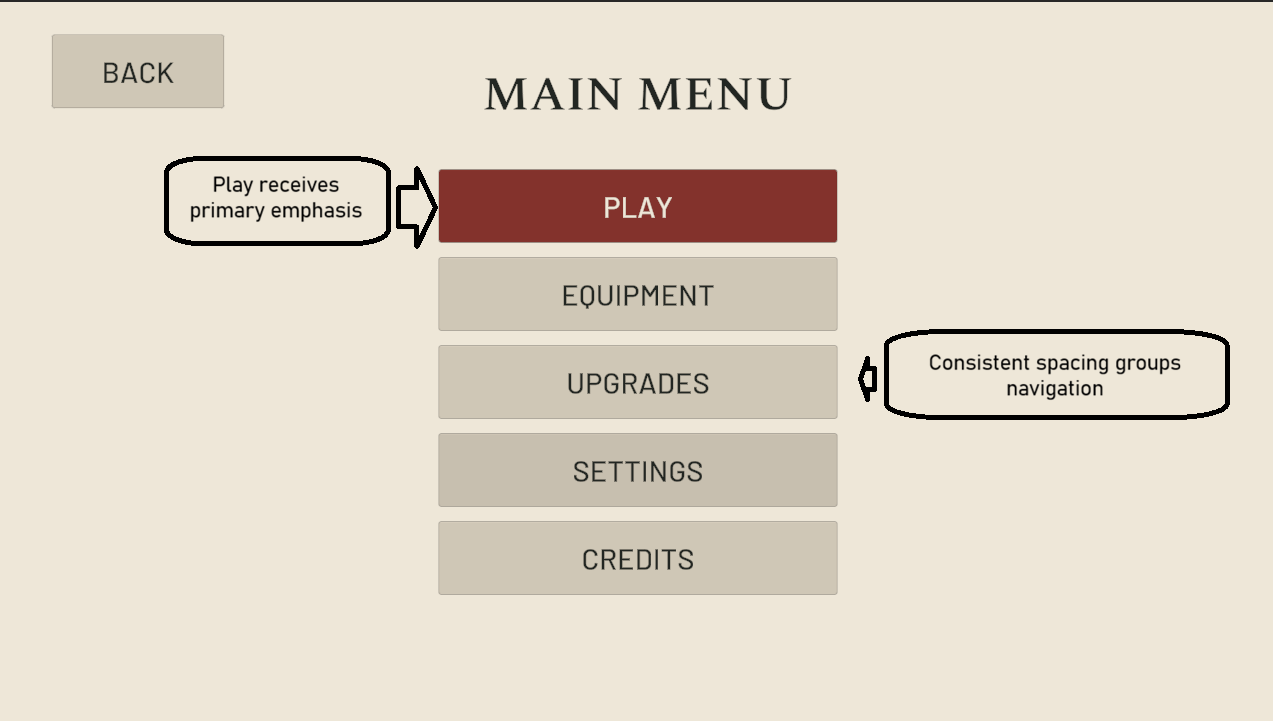 BACK
MAIN MENU
Play receives
primary emphasis
PLAY
EQUIPMENT
UPGRADES
Consistent spacing groups
navigation
SETTINGS
CREDITS